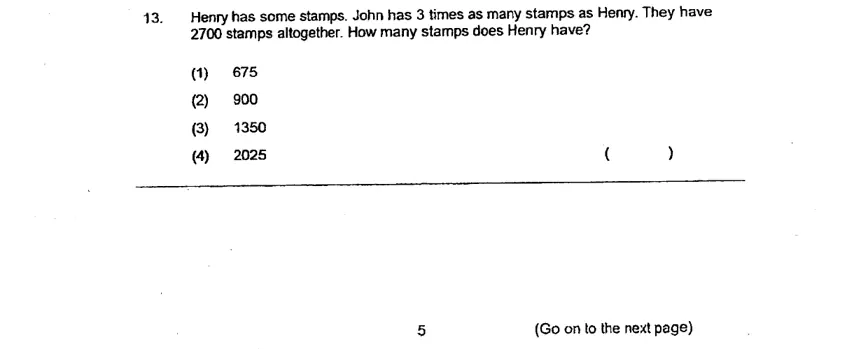 13. Henry has some stamps. John has 3 times as many stamps as Henry. They have
2700 stamps altogether. How many stamps does Henry have?
(1) 675
(2) 900
(3) 1350
(4) 2025 ( )
5 (Go on to the next page)